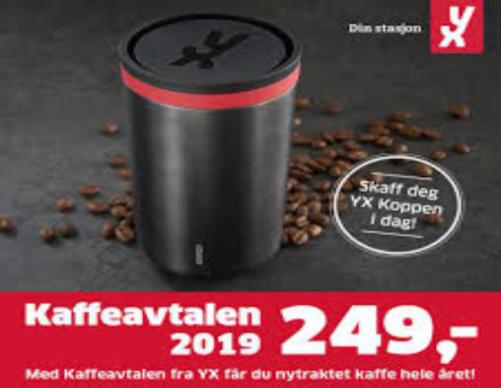 Din stasjon
YX
Skaff deg
YX Koppen
i dag!
Kaffeavtalen
2019
249,-
Med Kaffeavtalen fra YX får du nytraktet kaffe hele året!